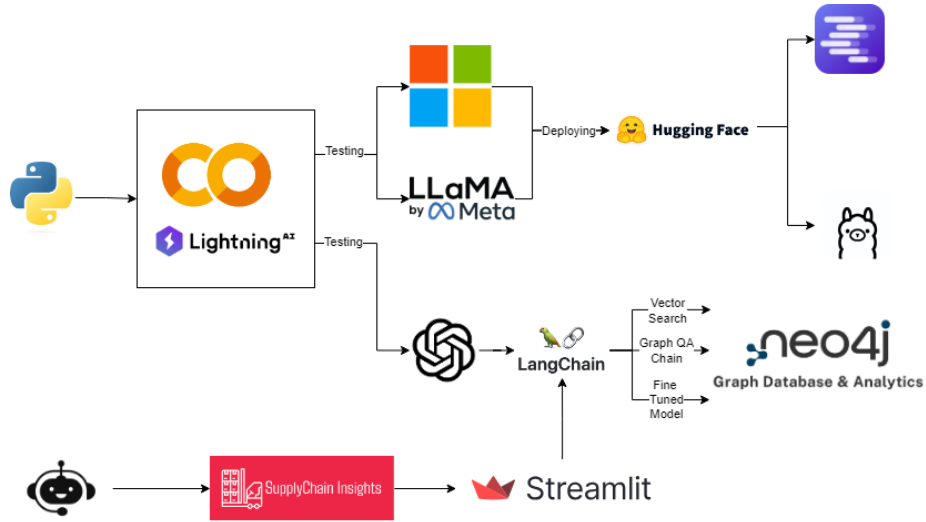 Testing
LLaMA
by Meta
Deploying
Hugging Face
Lightning AI
Testing
Vector
Search
Graph QA
Chain
Fine
Tuned
Model
LangChain
neo4j
Graph Database & Analytics
SupplyChain Insights
Streamlit